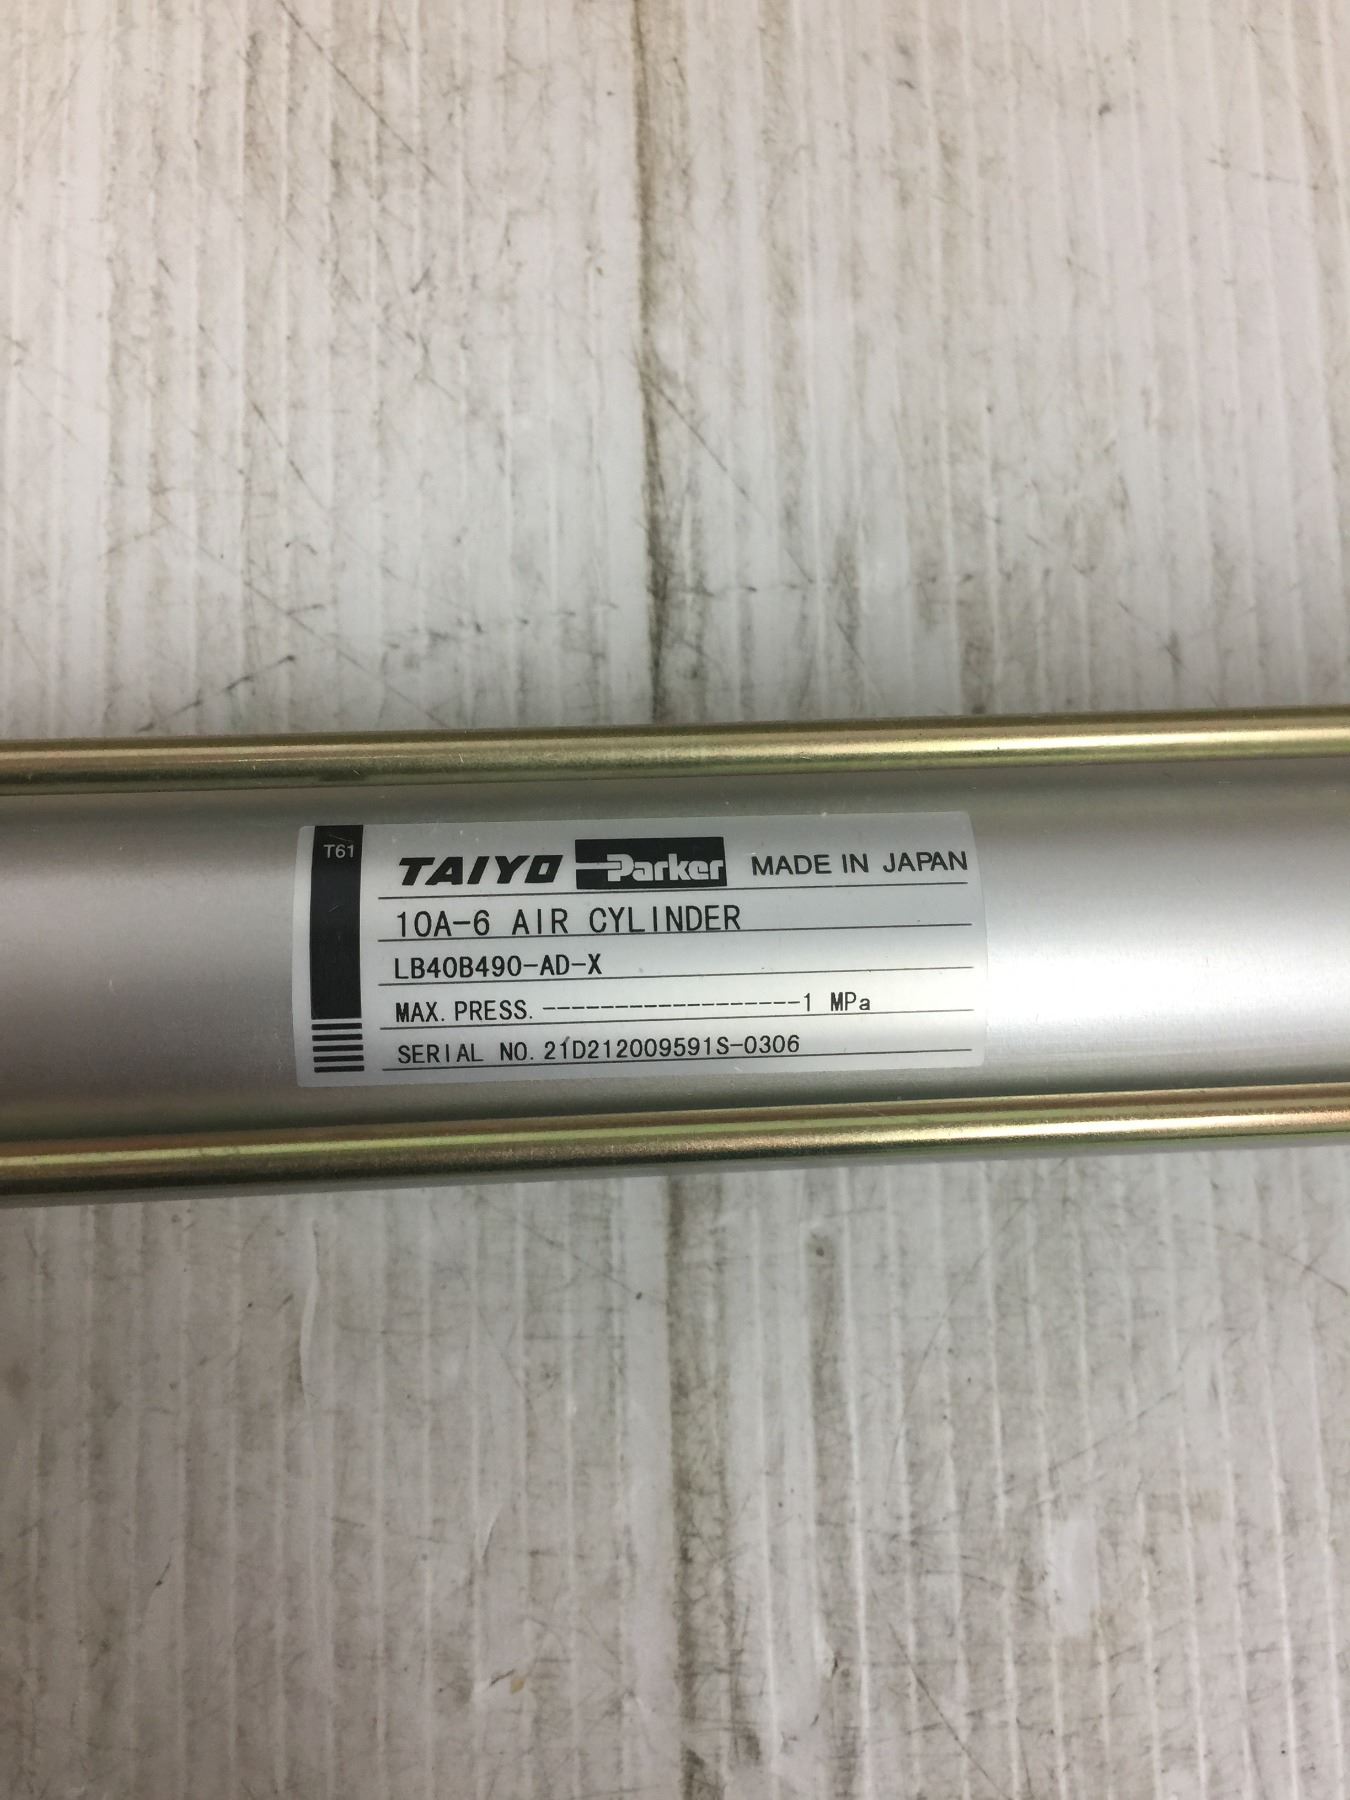 T61
TAIYO Parker MADE IN JAPAN
10A-6 AIR CYLINDER
LB40B490-AD-X
MAX. PRESS. -------------------1 MPa
SERIAL NO. 21D212009591S-0306